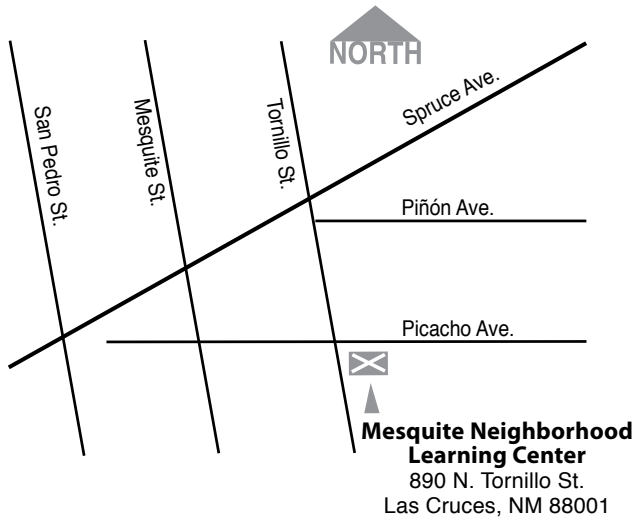 NORTH
Spruce Ave.
San Pedro St.
Mesquite St.
Tornillo St.
Piñón Ave.
Picacho Ave.
Mesquite Neighborhood
Learning Center
890 N. Tornillo St.
Las Cruces, NM 88001